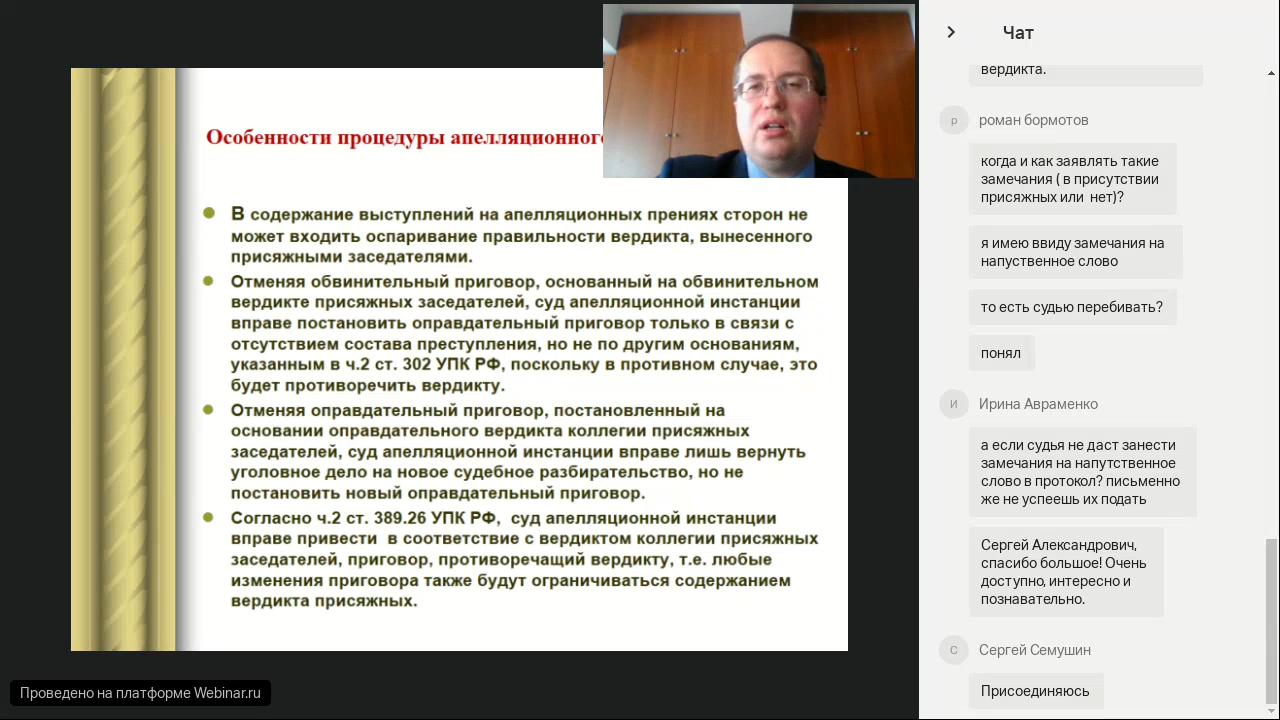 Особенности процедуры апелляционного
В содержание выступлений на апелляционных прениях сторон не
может входить оспаривание правильности вердикта, вынесенного
присяжными заседателями.
Отменяя обвинительный приговор, основанный на обвинительном
вердикте присяжных заседателей, суд апелляционной инстанции
вправе постановить оправдательный приговор только в связи с
отсутствием состава преступления, но не по другим основаниям,
указанным в ч.2 ст. 302 УПК РФ, поскольку в противном случае, это
будет противоречить вердикту.
Отменяя оправдательный приговор, постановленный на
основании оправдательного вердикта коллегии присяжных
заседателей, суд апелляционной инстанции вправе лишь вернуть
уголовное дело на новое судебное разбирательство, но не
постановить новый оправдательный приговор.
Согласно ч.2 ст. 389.26 УПК РФ, суд апелляционной инстанции
вправе привести в соответствие с вердиктом коллегии присяжных
заседателей, приговор, противоречащий вердикту, т.е. любые
изменения приговора также будут ограничиваться содержанием
вердикта присяжных.
Проведено на платформе Webinar.ru
Чат
вердикта.
р
роман бормотов
когда и как заявлять такие
замечания ( в присутствии
присяжных или нет)?
я имею ввиду замечания на
напуственное слово
то есть судью перебивать?
понял
И
Ирина Авраменко
а если судья не даст занести
замечания на напутственное
слово в протокол? письменно
же не успеешь их подать
Сергей Александрович,
спасибо большое! Очень
доступно, интересно и
познавательно.
С
Сергей Семушин
Присоединяюсь